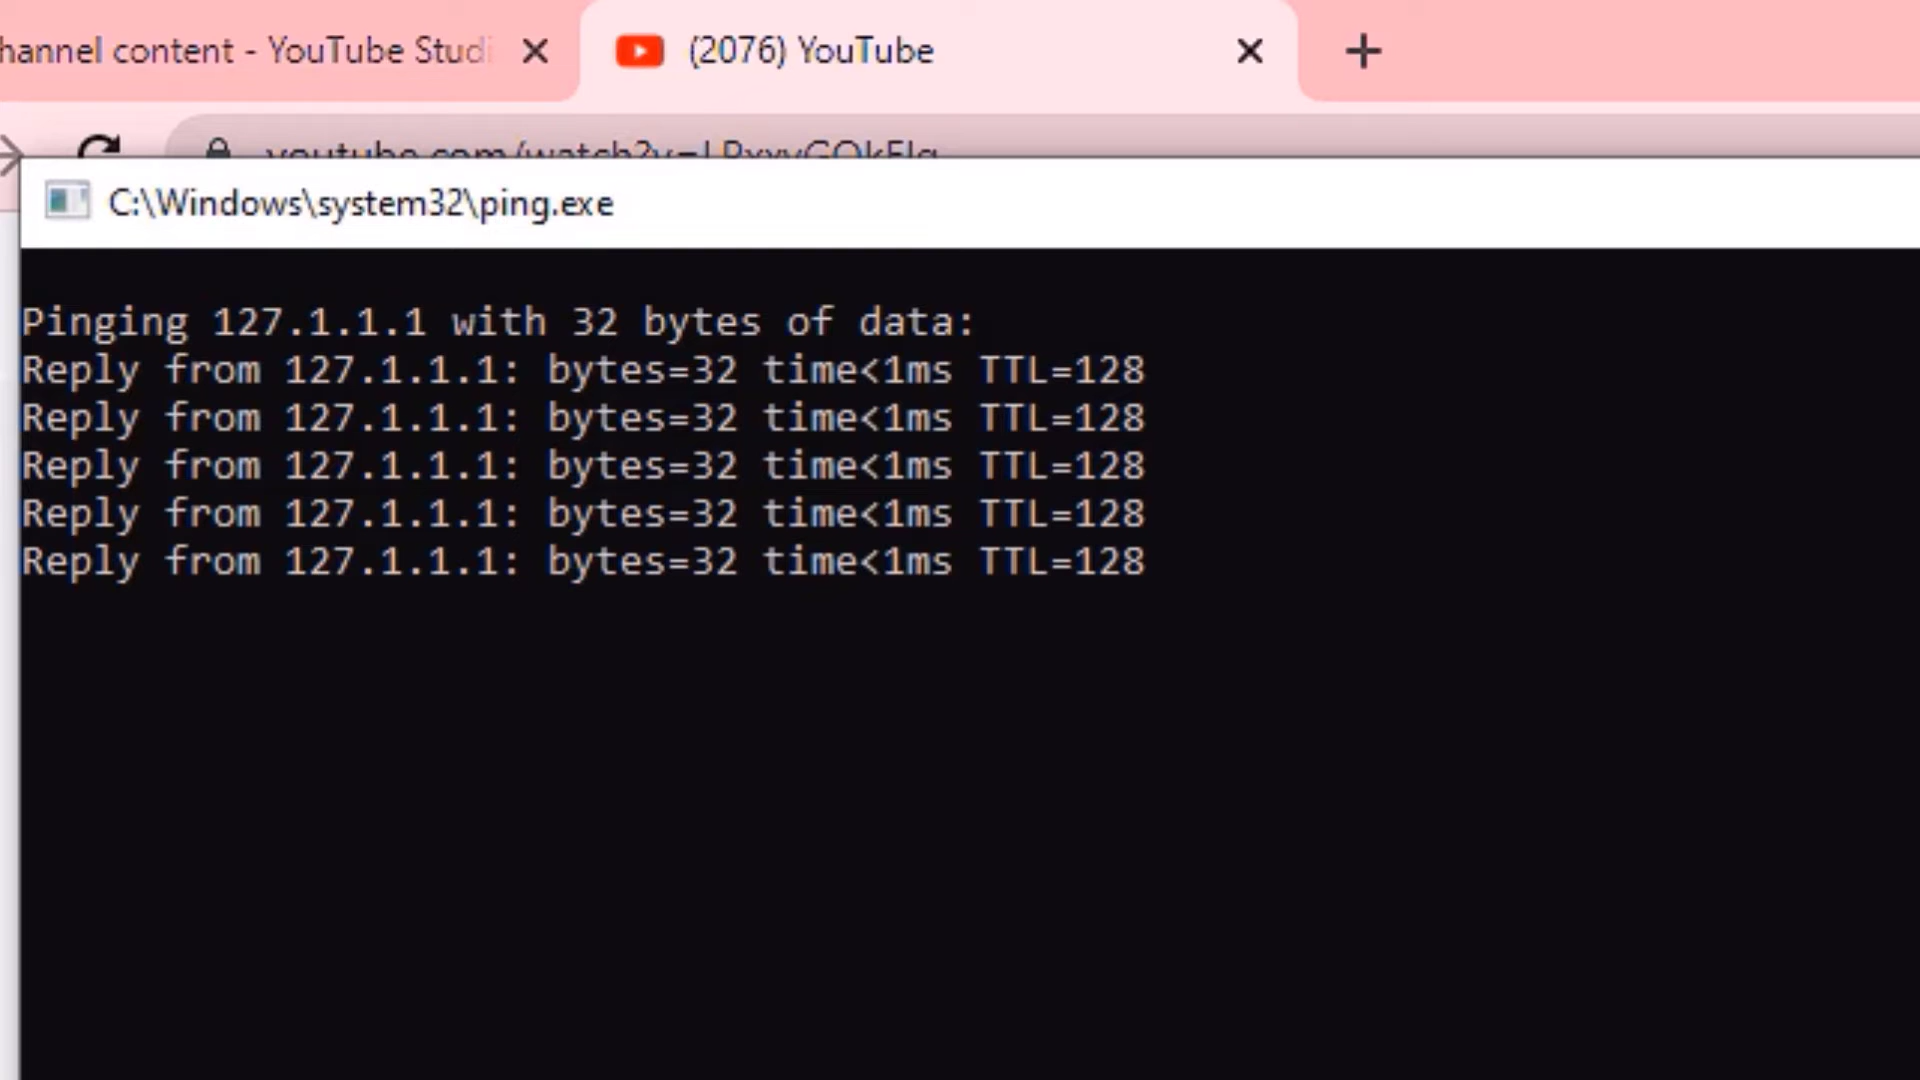 hannel content - YouTube Studi
(2076) YouTube
C:\Windows\system32\ping.exe
Pinging 127.1.1.1 with 32 bytes of data:
Reply from 127.1.1.1: bytes=32 time<1ms TTL=128
Reply from 127.1.1.1: bytes=32 time<1ms TTL=128
Reply from 127.1.1.1: bytes=32 time<1ms TTL=128
Reply from 127.1.1.1: bytes=32 time<1ms TTL=128
Reply from 127.1.1.1: bytes=32 time<1ms TTL=128